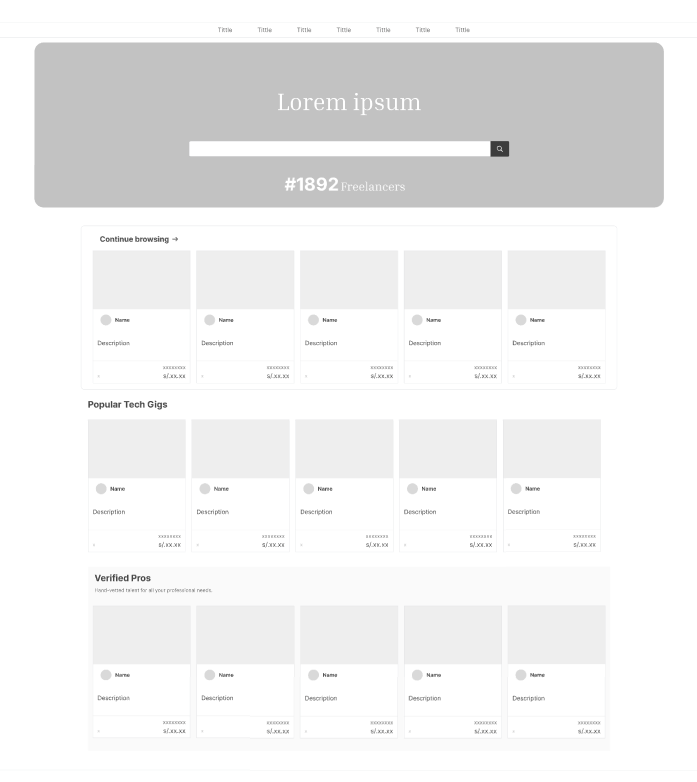 Tittle Tittle Tittle Tittle Tittle Tittle Tittle
Lorem ipsum
#1892 Freelancers
Continue browsing →
Name Name Name Name Name
Description Description Description Description Description
xxxxxxxx xxxxxxxx xxxxxxxx xxxxxxxx xxxxxxxx
S/.xx.xx S/.xx.xx S/.xx.xx S/.xx.xx S/.xx.xx
Popular Tech Gigs
Name Name Name Name Name
Description Description Description Description Description
xxxxxxxx xxxxxxxx xxxxxxxx xxxxxxxx xxxxxxxx
S/.xx.xx S/.xx.xx S/.xx.xx S/.xx.xx S/.xx.xx
Verified Pros
Hand-vetted talent for all your professional needs.
Name Name Name Name Name
Description Description Description Description Description
xxxxxxxx xxxxxxxx xxxxxxxx xxxxxxxx xxxxxxxx
S/.xx.xx S/.xx.xx S/.xx.xx S/.xx.xx S/.xx.xx